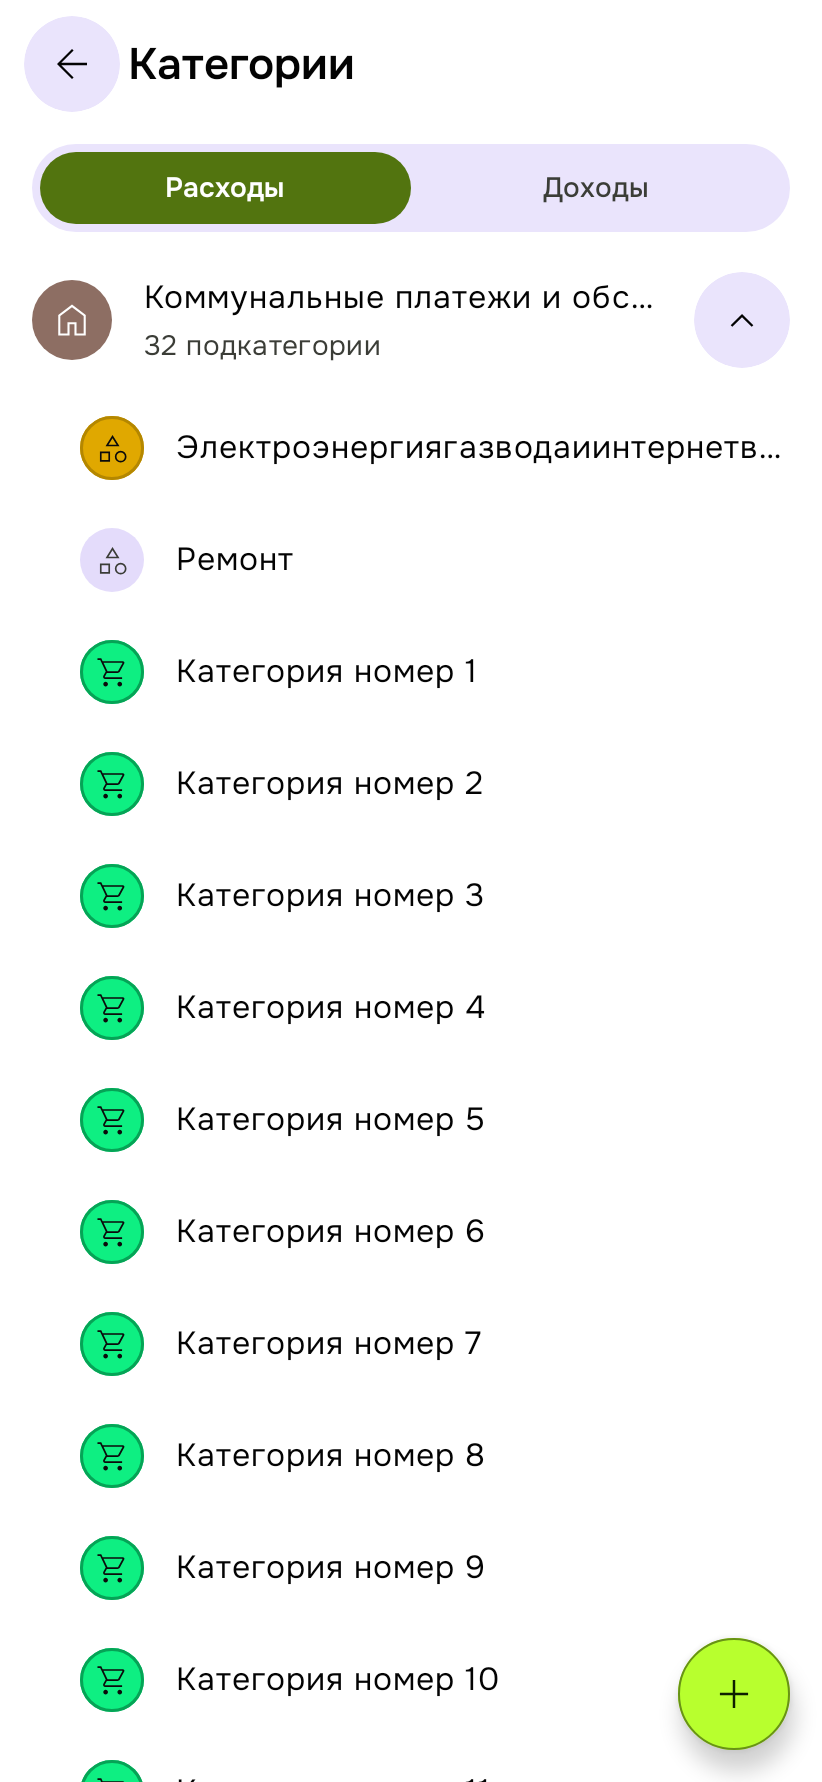 Категории
Расходы
Доходы
Коммунальные платежи и обс...
32 подкатегории
Электроэнергиягазводаиинтернетв...
Ремонт
Категория номер 1
Категория номер 2
Категория номер 3
Категория номер 4
Категория номер 5
Категория номер 6
Категория номер 7
Категория номер 8
Категория номер 9
Категория номер 10